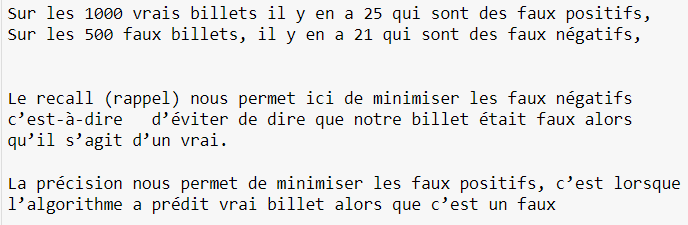 Sur les 1000 vrais billets il y en a 25 qui sont des faux positifs,
Sur les 500 faux billets, il y en a 21 qui sont des faux négatifs,
Le recall (rappel) nous permet ici de minimiser les faux négatifs
c’est-à-dire   d’éviter de dire que notre billet était faux alors
qu’il s’agit d’un vrai.
La précision nous permet de minimiser les faux positifs, c’est lorsque
l’algorithme a prédit vrai billet alors que c’est un faux